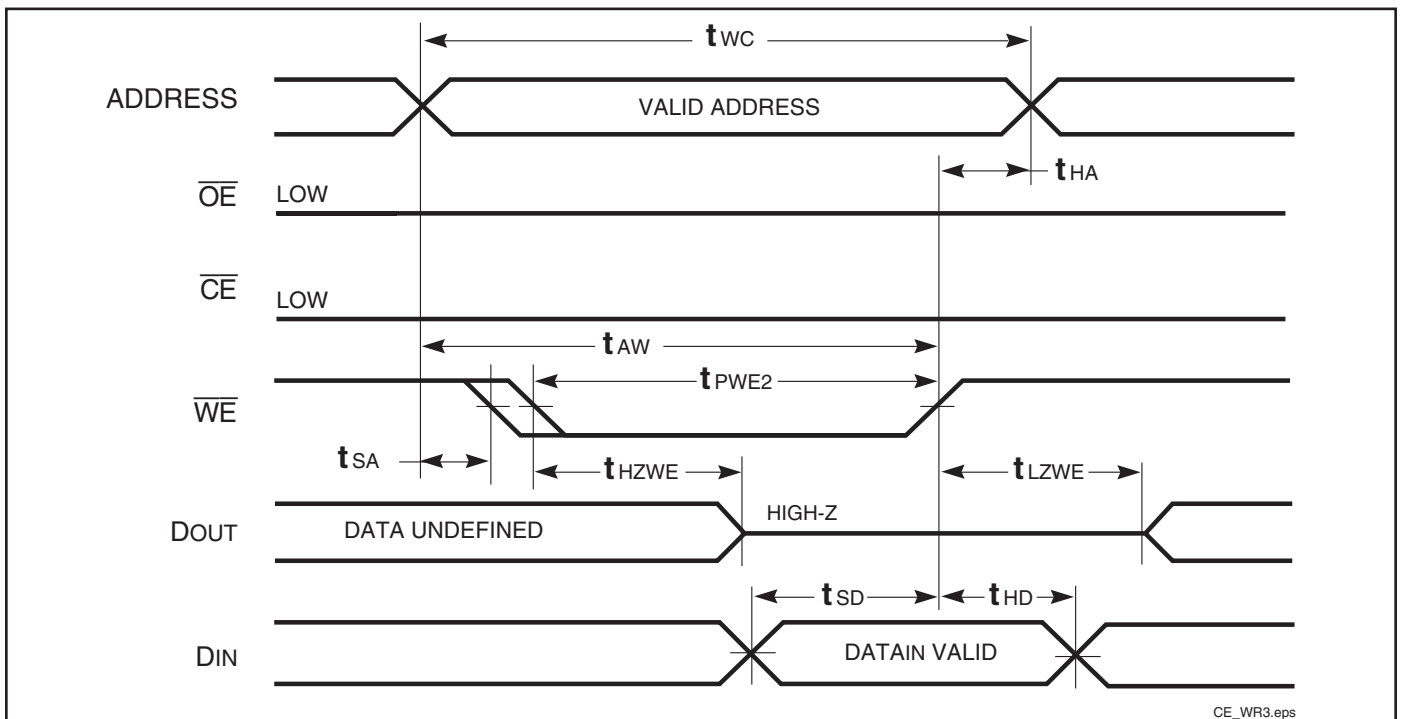 tWC
ADDRESS
VALID ADDRESS
tHA
OE
LOW
CE
LOW
tAW
tPWE2
WE
tSA
tHZWE
tLZWE
HIGH-Z
DOUT
DATA UNDEFINED
tSD
tHD
DIN
DATAIN VALID
CE_WR3.eps